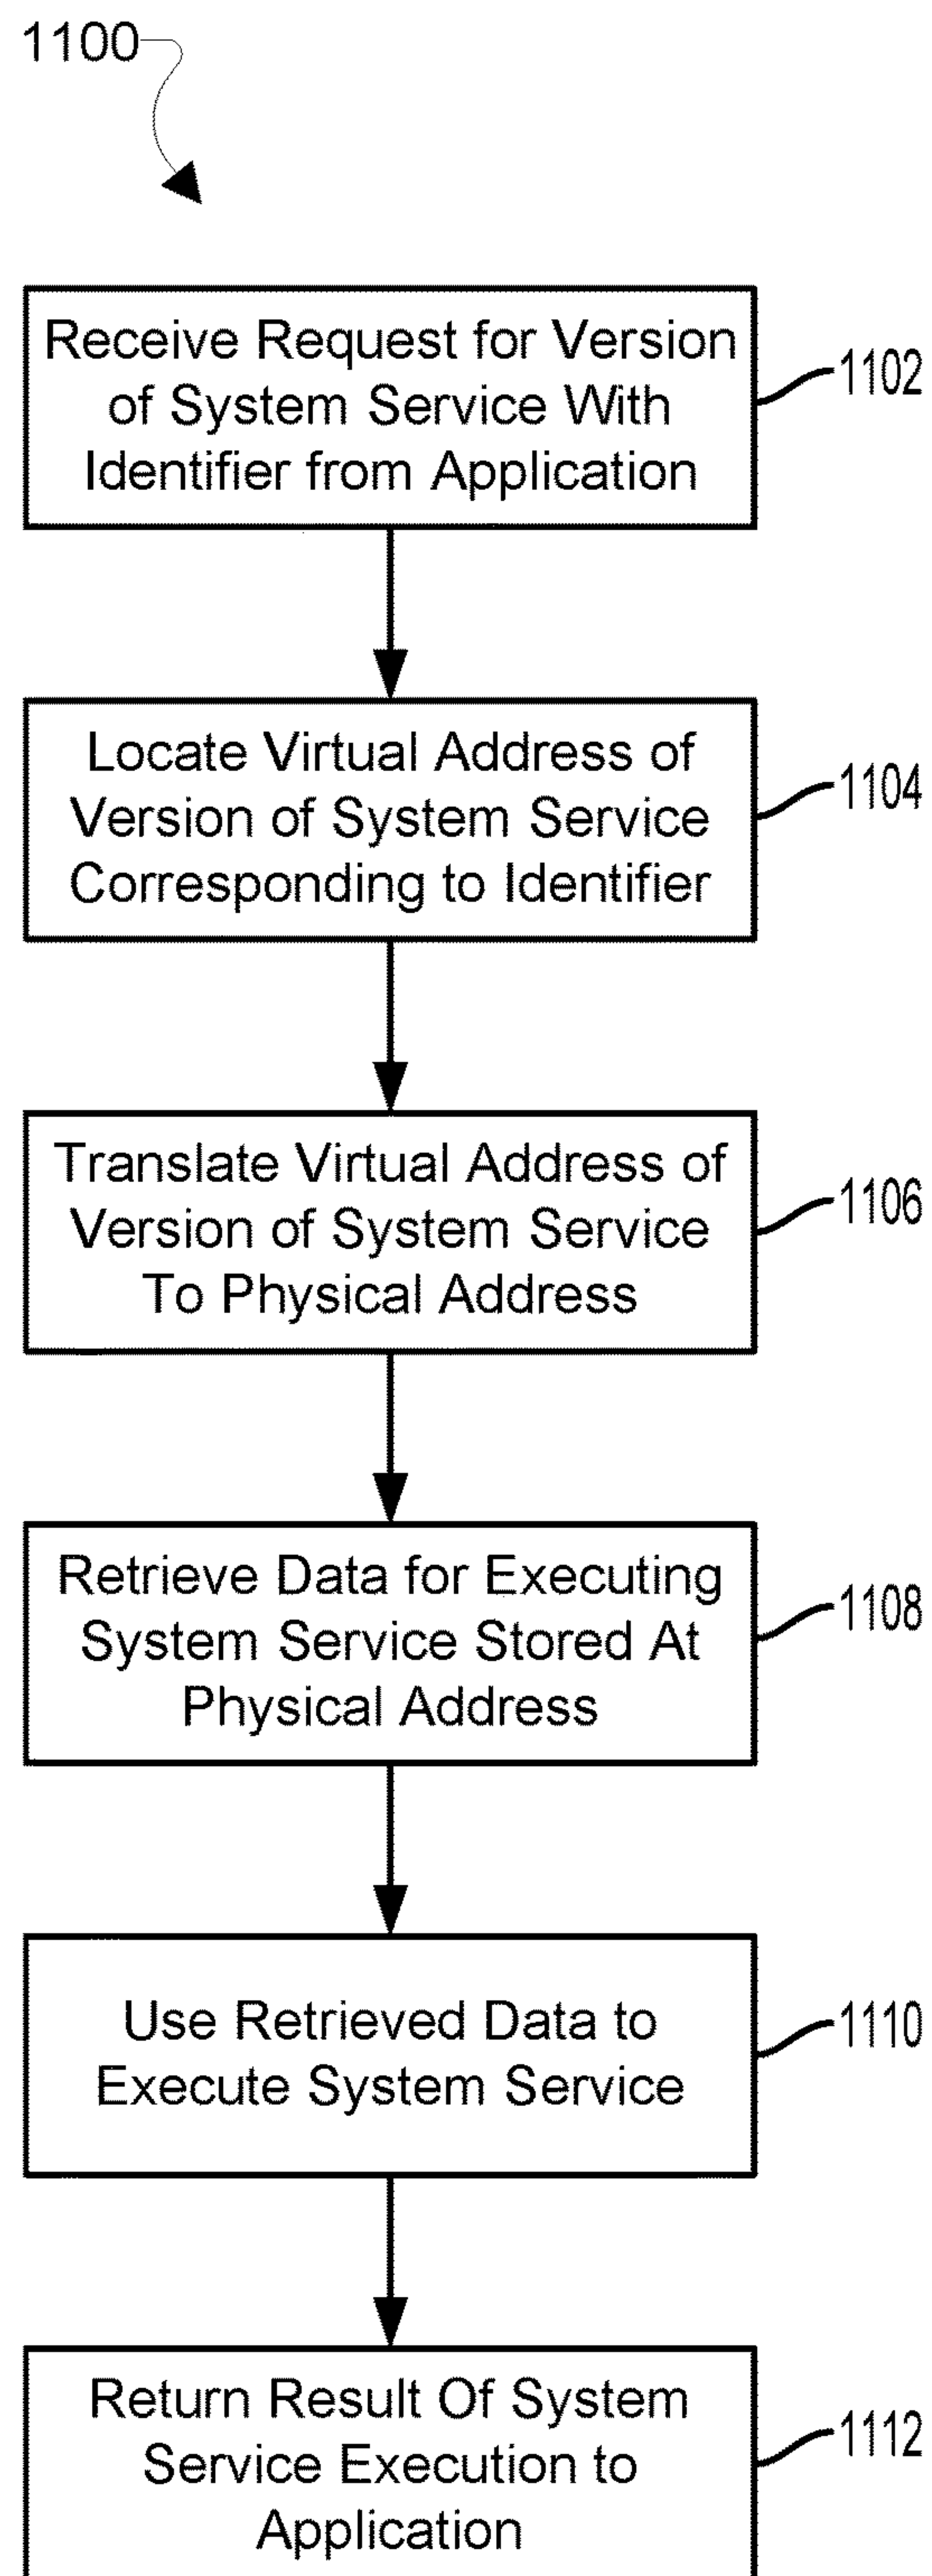 1100
Receive Request for Version
of System Service With
Identifier from Application
1102
Locate Virtual Address of
Version of System Service
Corresponding to Identifier
1104
Translate Virtual Address of
Version of System Service
To Physical Address
1106
Retrieve Data for Executing
System Service Stored At
Physical Address
1108
Use Retrieved Data to
Execute System Service
1110
Return Result Of System
Service Execution to
Application
1112